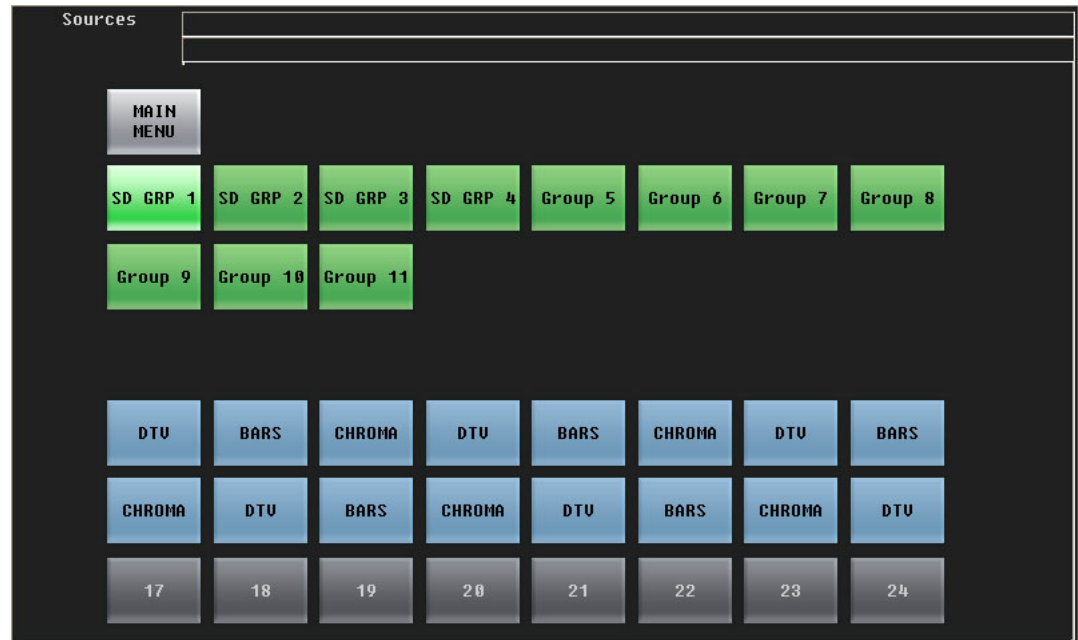 Sources
MAIN
MENU
SD GRP 1 SD GRP 2 SD GRP 3 SD GRP 4 Group 5 Group 6 Group 7 Group 8
Group 9 Group 10 Group 11
DTV BARS CHROMA DTV BARS CHROMA DTV BARS
CHROMA DTV BARS CHROMA DTV BARS CHROMA DTV
17 18 19 20 21 22 23 24